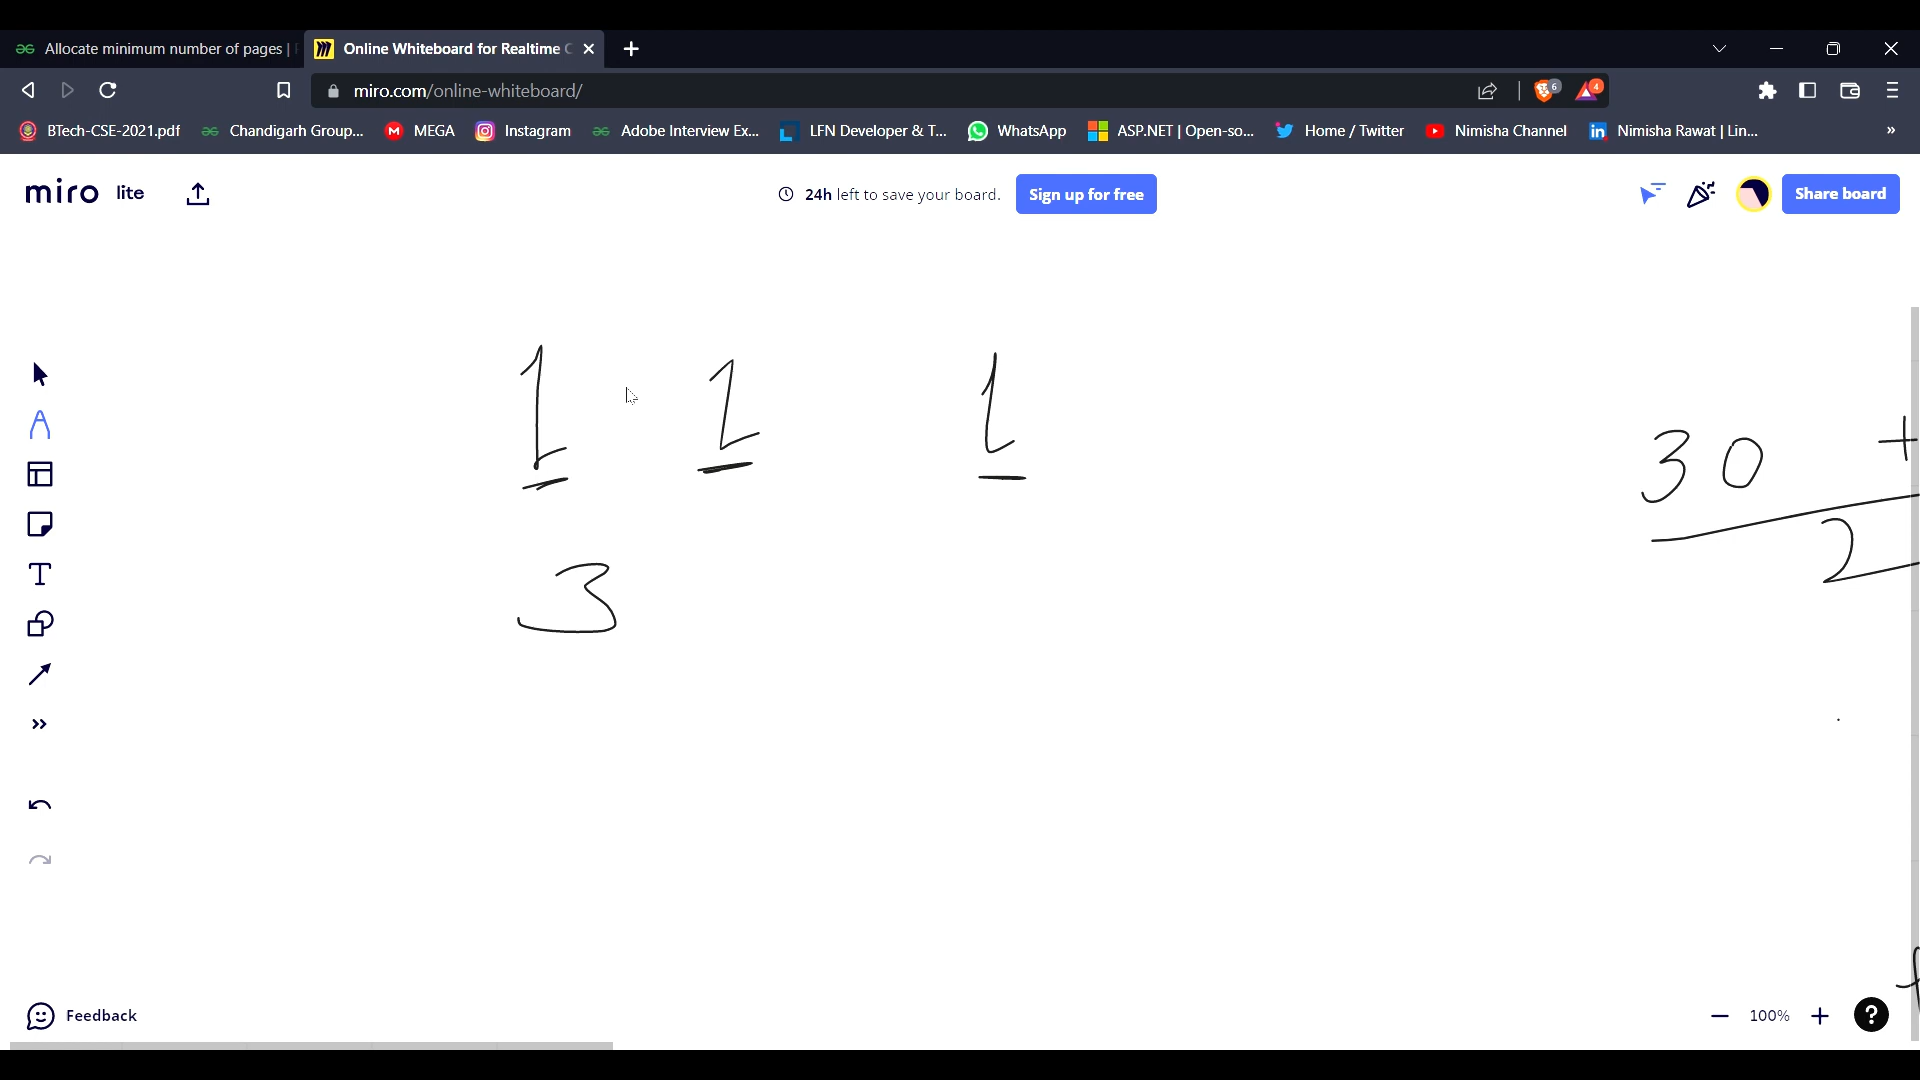 Allocate minimum number of pages |
Online Whiteboard for Realtime C
miro.com/online-whiteboard/
6
4
BTech-CSE-2021.pdf
Chandigarh Group...
MEGA
Instagram
Adobe Interview Ex...
LFN Developer & T...
WhatsApp
ASP.NET | Open-so...
Home / Twitter
Nimisha Channel
Nimisha Rawat | Lin...
»
miro lite
24h left to save your board.
Sign up for free
Share board
1 1 1
30 +
2
3
T
Feedback
100%
?